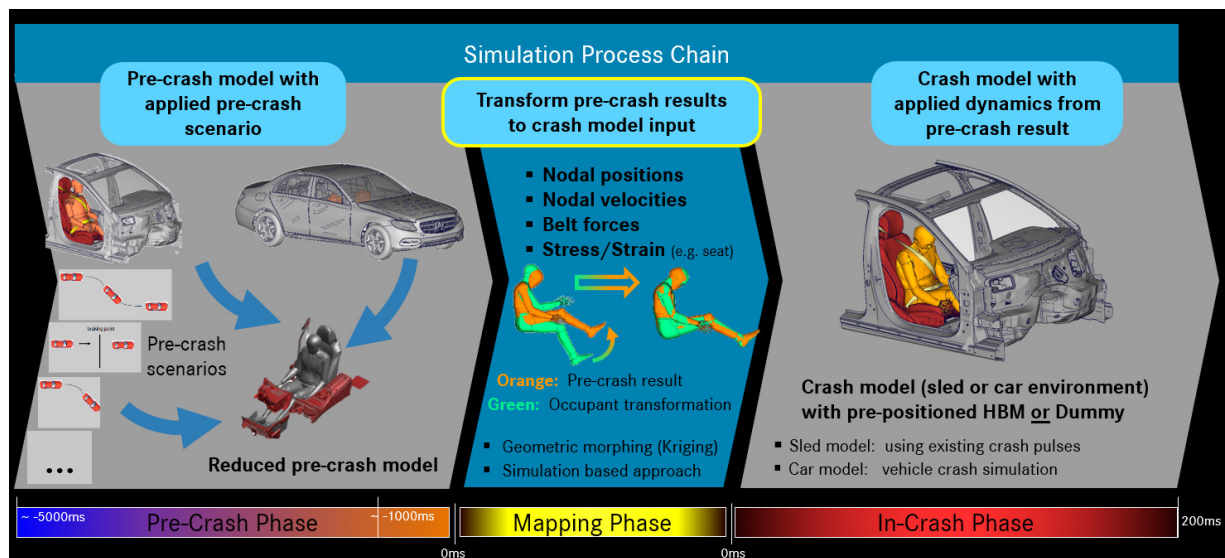 Simulation Process Chain
Pre-crash model with
applied pre-crash
scenario
braking point
Pre-crash
scenarios
...
Reduced pre-crash model
Transform pre-crash results
to crash model input
▪ Nodal positions
▪ Nodal velocities
▪ Belt forces
▪ Stress/Strain (e.g. seat)
Orange: Pre-crash result
Green: Occupant transformation
▪ Geometric morphing (Kriging)
▪ Simulation based approach
Crash model with
applied dynamics from
pre-crash result
Crash model (sled or car environment)
with pre-positioned HBM or Dummy
▪ Sled model: using existing crash pulses
▪ Car model: vehicle crash simulation
~ -5000ms
Pre-Crash Phase
~ -1000ms
0ms
Mapping Phase
0ms
In-Crash Phase
200ms